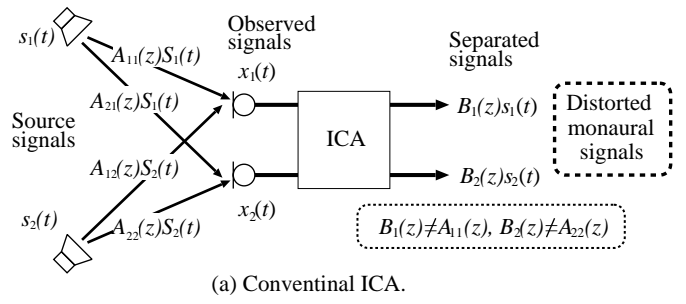 s1(t)
A11(z)S1(t)
A21(z)S1(t)
Source
signals
A12(z)S2(t)
A22(z)S2(t)
s2(t)
Observed
signals
x1(t)
x2(t)
ICA
Separated
signals
B1(z)s1(t)
B2(z)s2(t)
Distorted
monaural
signals
B1(z)≠A11(z), B2(z)≠A22(z)
(a) Conventinal ICA.